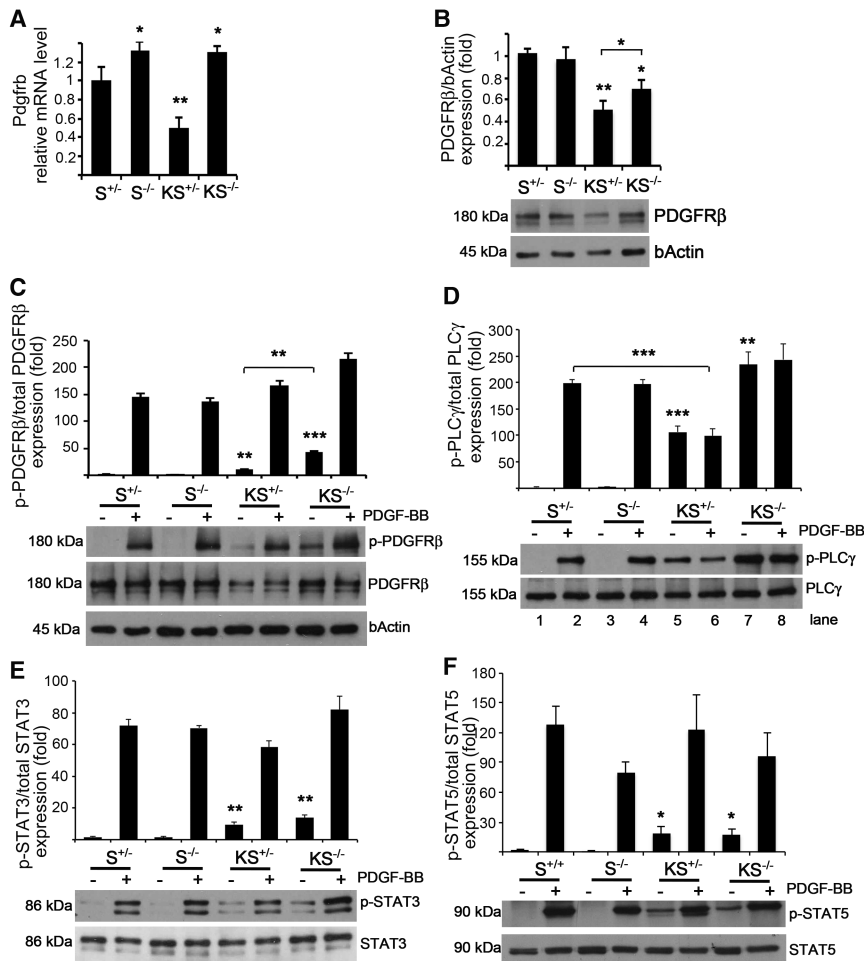 A
Pdgfrb
relative mRNA level
1.2
1
0.8
0.6
0.4
0.2
*
**
*
S+/-
S-/-
KS+/-
KS-/-
B
PDGFRβ/bActin
expression (fold)
1
0.8
0.6
0.4
0.2
*
**
*
S+/-
S-/-
KS+/-
KS-/-
180 kDa
PDGFRβ
45 kDa
bActin
C
p-PDGFRβ/total PDGFRβ
expression (fold)
250
200
150
100
50
**
**
***
S+/-
S-/-
KS+/-
KS-/-
- + - + - + - + PDGF-BB
180 kDa
p-PDGFRβ
180 kDa
PDGFRβ
45 kDa
bActin
D
p-PLCγ/total PLCγ
expression (fold)
300
250
200
150
100
50
***
***
**
S+/-
S-/-
KS+/-
KS-/-
- + - + - + - + PDGF-BB
155 kDa
p-PLCγ
155 kDa
PLCγ
1 2 3 4 5 6 7 8 lane
E
p-STAT3/total STAT3
expression (fold)
100
80
60
40
20
**
**
S+/-
S-/-
KS+/-
KS-/-
- + - + - + - + PDGF-BB
86 kDa
p-STAT3
86 kDa
STAT3
F
p-STAT5/total STAT5
expression (fold)
180
150
120
90
60
30
*
*
S+/+
S-/-
KS+/-
KS-/-
- + - + - + - + PDGF-BB
90 kDa
p-STAT5
90 kDa
STAT5